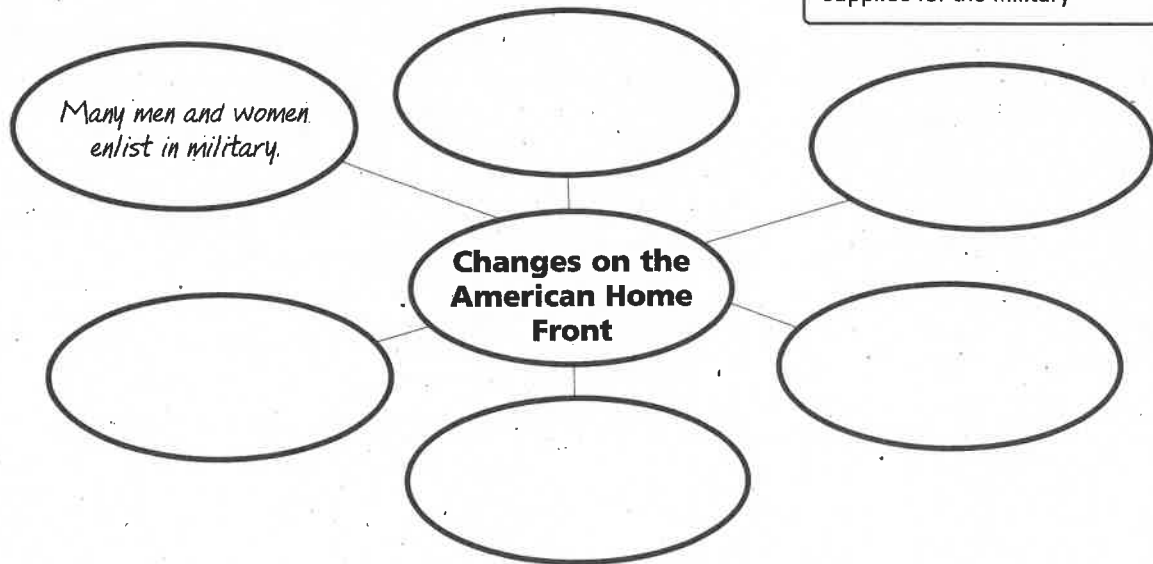 supplies for the military
Many men and women
enlist in military.
Changes on the
American Home
Front